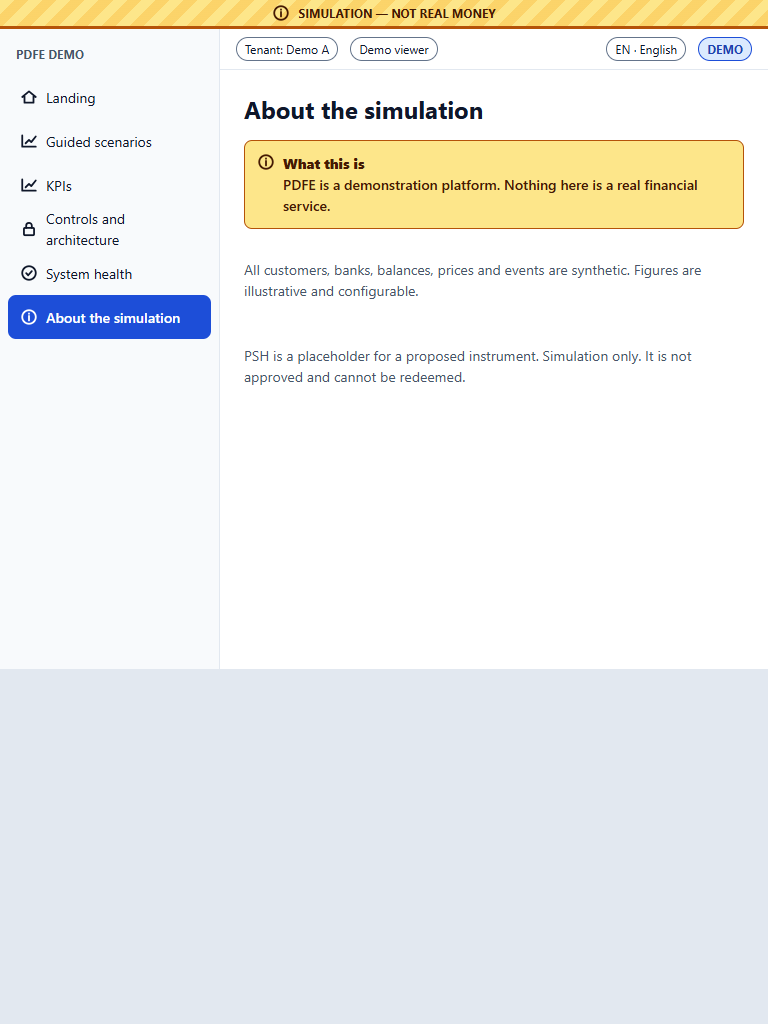 SIMULATION — NOT REAL MONEY
PDFE DEMO
Landing
Guided scenarios
KPIs
Controls and
architecture
System health
About the simulation
Tenant: Demo A
Demo viewer
EN · English
DEMO
About the simulation
What this is
PDFE is a demonstration platform. Nothing here is a real financial
service.
All customers, banks, balances, prices and events are synthetic. Figures are
illustrative and configurable.
PSH is a placeholder for a proposed instrument. Simulation only. It is not
approved and cannot be redeemed.